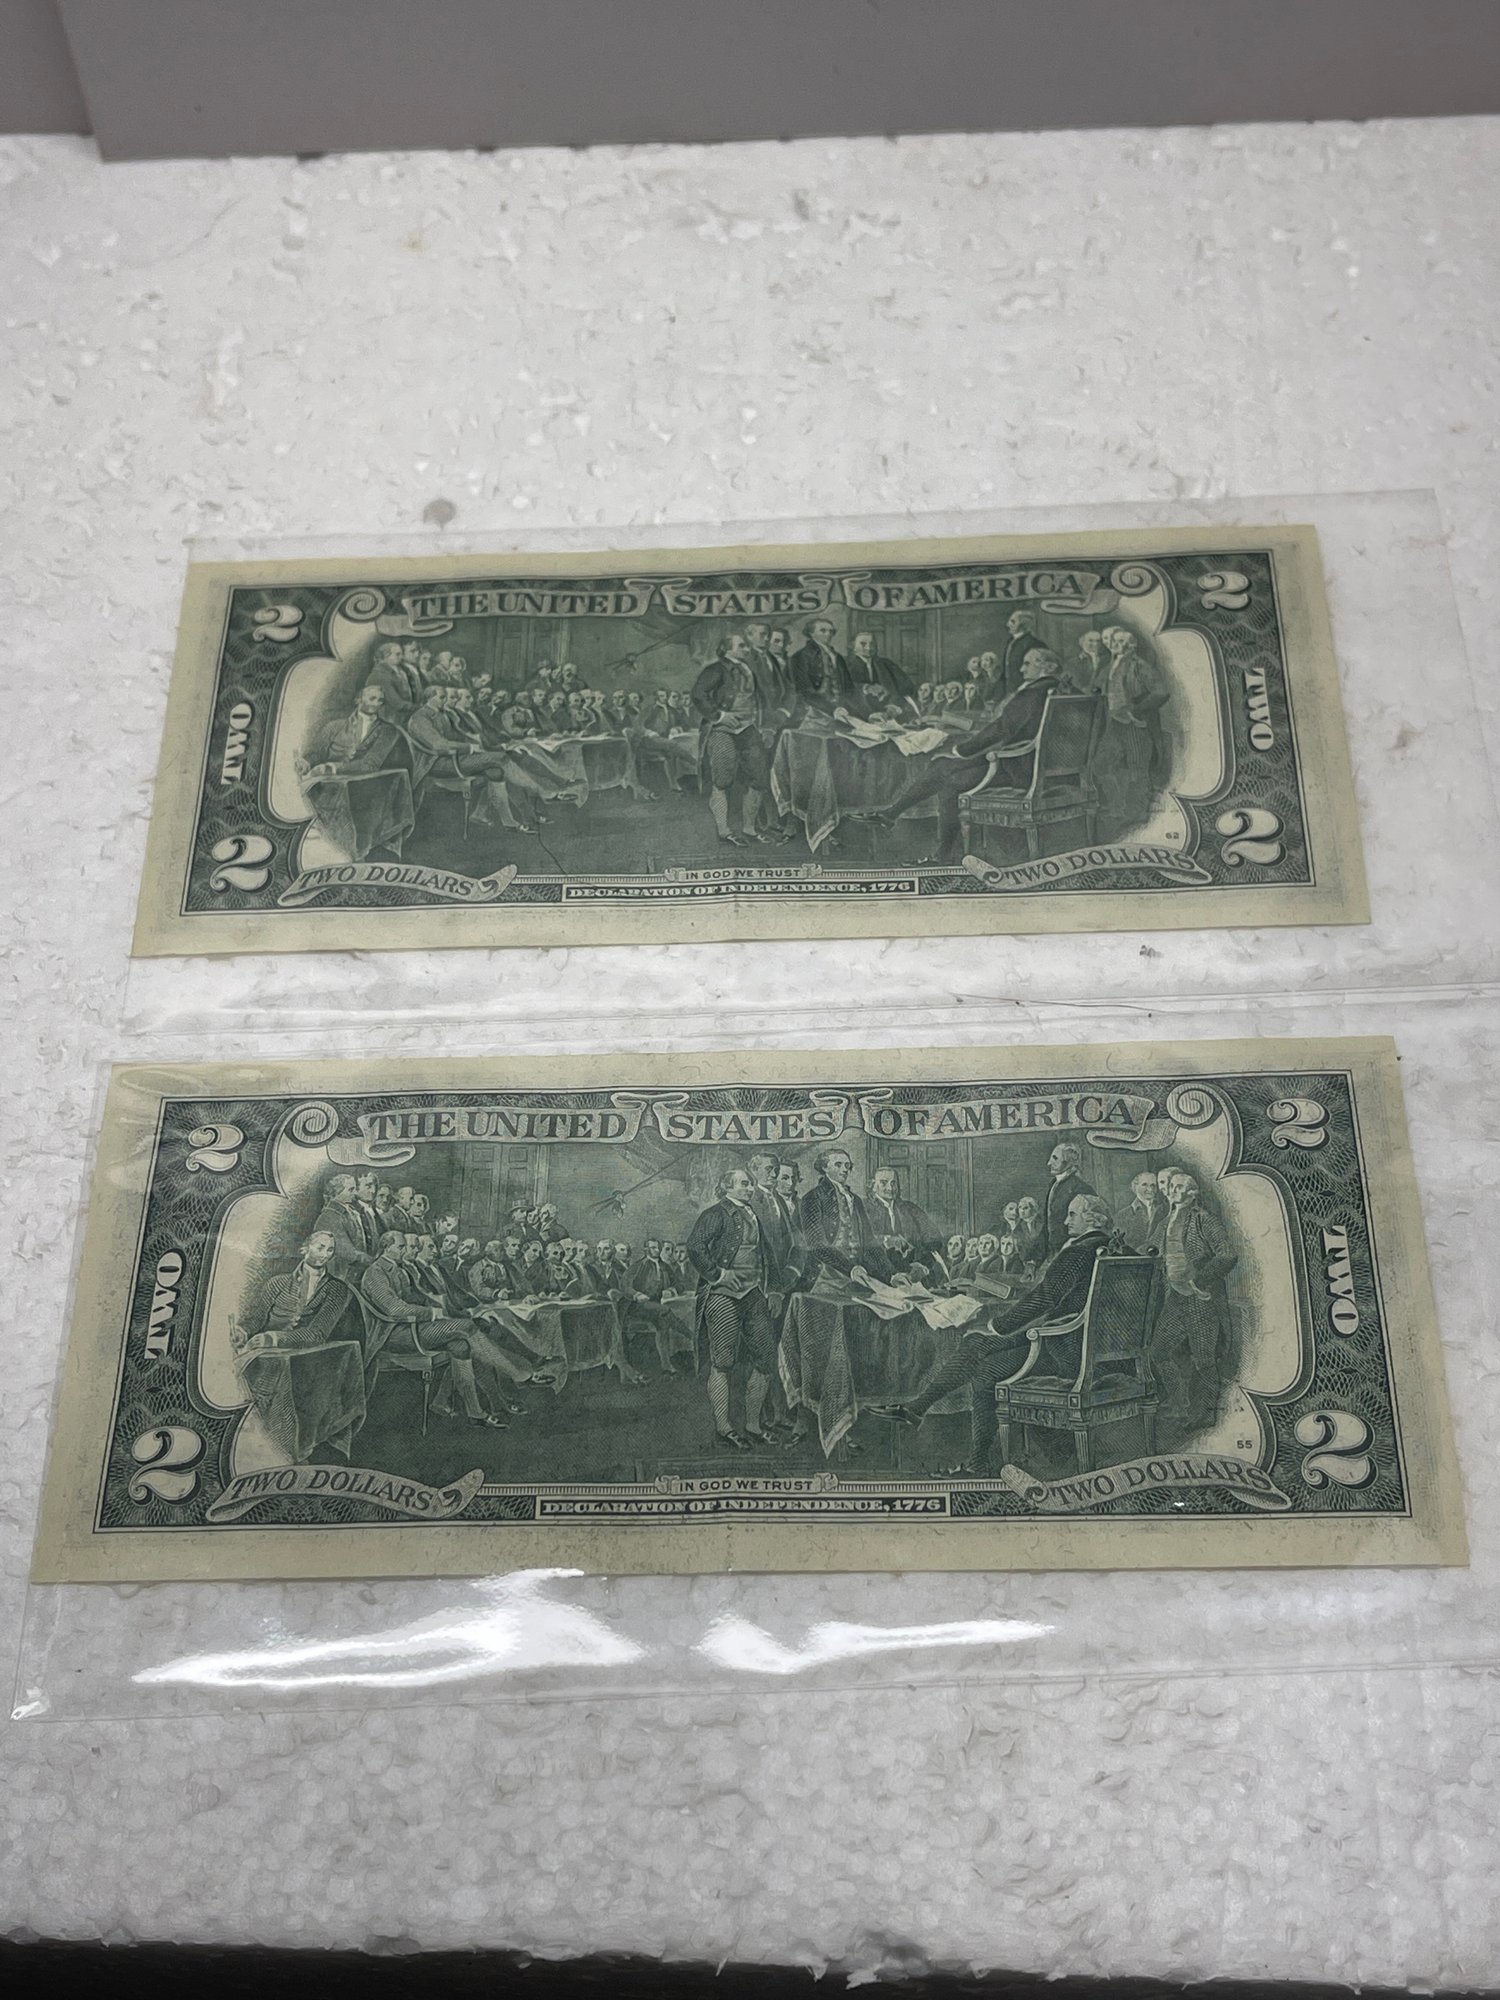 THE UNITED STATES OF AMERICA
2 2
TWO TWO
62
2 2
TWO DOLLARS IN GOD WE TRUST TWO DOLLARS
DECLARATION OF INDEPENDENCE, 1776
THE UNITED STATES OF AMERICA
2 2
TWO TWO
55
2 2
TWO DOLLARS IN GOD WE TRUST TWO DOLLARS
DECLARATION OF INDEPENDENCE, 1776